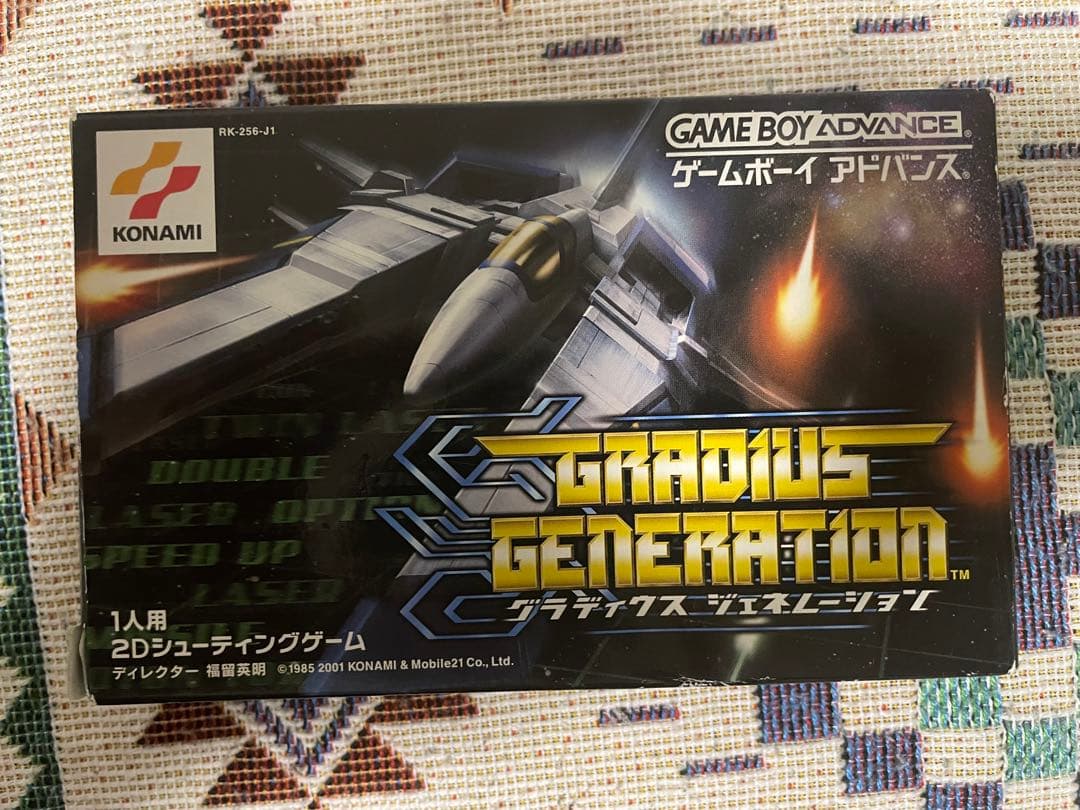 RK-256-J1
KONAMI
GAME BOY ADVANCE®
ゲームボーイ アドバンス®
DOUBLE
LASER OPTION
SPEED UP
LASER
GRADIUS
GENERATION™
グラディウス ジェネレーション
1人用
2Dシューティングゲーム
ディレクター 福留英明 ©1985 2001 KONAMI & Mobile21 Co., Ltd.